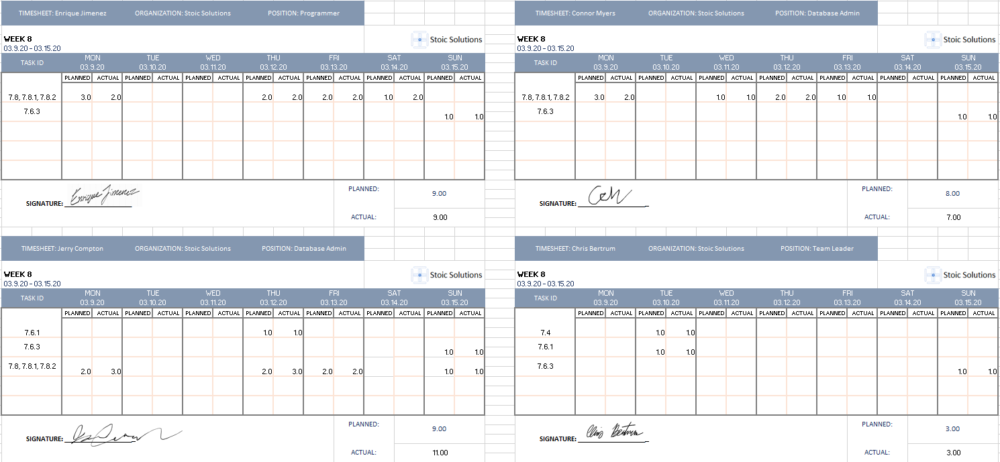 TIMESHEET: Enrique Jimenez ORGANIZATION: Stoic Solutions POSITION: Programmer
WEEK 8
03.9.20 - 03.15.20
Stoic Solutions
TASK ID MON TUE WED THU FRI SAT SUN
03.9.20 03.10.20 03.11.20 03.12.20 03.13.20 03.14.20 03.15.20
PLANNED ACTUAL PLANNED ACTUAL PLANNED ACTUAL PLANNED ACTUAL PLANNED ACTUAL PLANNED ACTUAL PLANNED ACTUAL
7.8, 7.8.1, 7.8.2 3.0 2.0 2.0 2.0 2.0 2.0 1.0 2.0
7.6.3 1.0 1.0
SIGNATURE: Enrique Jimenez
PLANNED: 9.00
ACTUAL: 9.00
TIMESHEET: Connor Myers ORGANIZATION: Stoic Solutions POSITION: Database Admin
WEEK 8
03.9.20 - 03.15.20
Stoic Solutions
TASK ID MON TUE WED THU FRI SAT SUN
03.9.20 03.10.20 03.11.20 03.12.20 03.13.20 03.14.20 03.15.20
PLANNED ACTUAL PLANNED ACTUAL PLANNED ACTUAL PLANNED ACTUAL PLANNED ACTUAL PLANNED ACTUAL PLANNED ACTUAL
7.8, 7.8.1, 7.8.2 3.0 2.0 1.0 1.0 2.0 2.0 1.0 1.0
7.6.3 1.0 1.0
SIGNATURE:
PLANNED: 8.00
ACTUAL: 7.00
TIMESHEET: Jerry Compton ORGANIZATION: Stoic Solutions POSITION: Database Admin
WEEK 8
03.9.20 - 03.15.20
Stoic Solutions
TASK ID MON TUE WED THU FRI SAT SUN
03.9.20 03.10.20 03.11.20 03.12.20 03.13.20 03.14.20 03.15.20
PLANNED ACTUAL PLANNED ACTUAL PLANNED ACTUAL PLANNED ACTUAL PLANNED ACTUAL PLANNED ACTUAL PLANNED ACTUAL
7.6.1 1.0 1.0
7.6.3 1.0 1.0
7.8, 7.8.1, 7.8.2 2.0 3.0 2.0 3.0 2.0 2.0 1.0 1.0
SIGNATURE:
PLANNED: 9.00
ACTUAL: 11.00
TIMESHEET: Chris Bertrum ORGANIZATION: Stoic Solutions POSITION: Team Leader
WEEK 8
03.9.20 - 03.15.20
Stoic Solutions
TASK ID MON TUE WED THU FRI SAT SUN
03.9.20 03.10.20 03.11.20 03.12.20 03.13.20 03.14.20 03.15.20
PLANNED ACTUAL PLANNED ACTUAL PLANNED ACTUAL PLANNED ACTUAL PLANNED ACTUAL PLANNED ACTUAL PLANNED ACTUAL
7.4 1.0 1.0
7.6.1 1.0 1.0
7.6.3 1.0 1.0
SIGNATURE: Chris Bertrum
PLANNED: 3.00
ACTUAL: 3.00